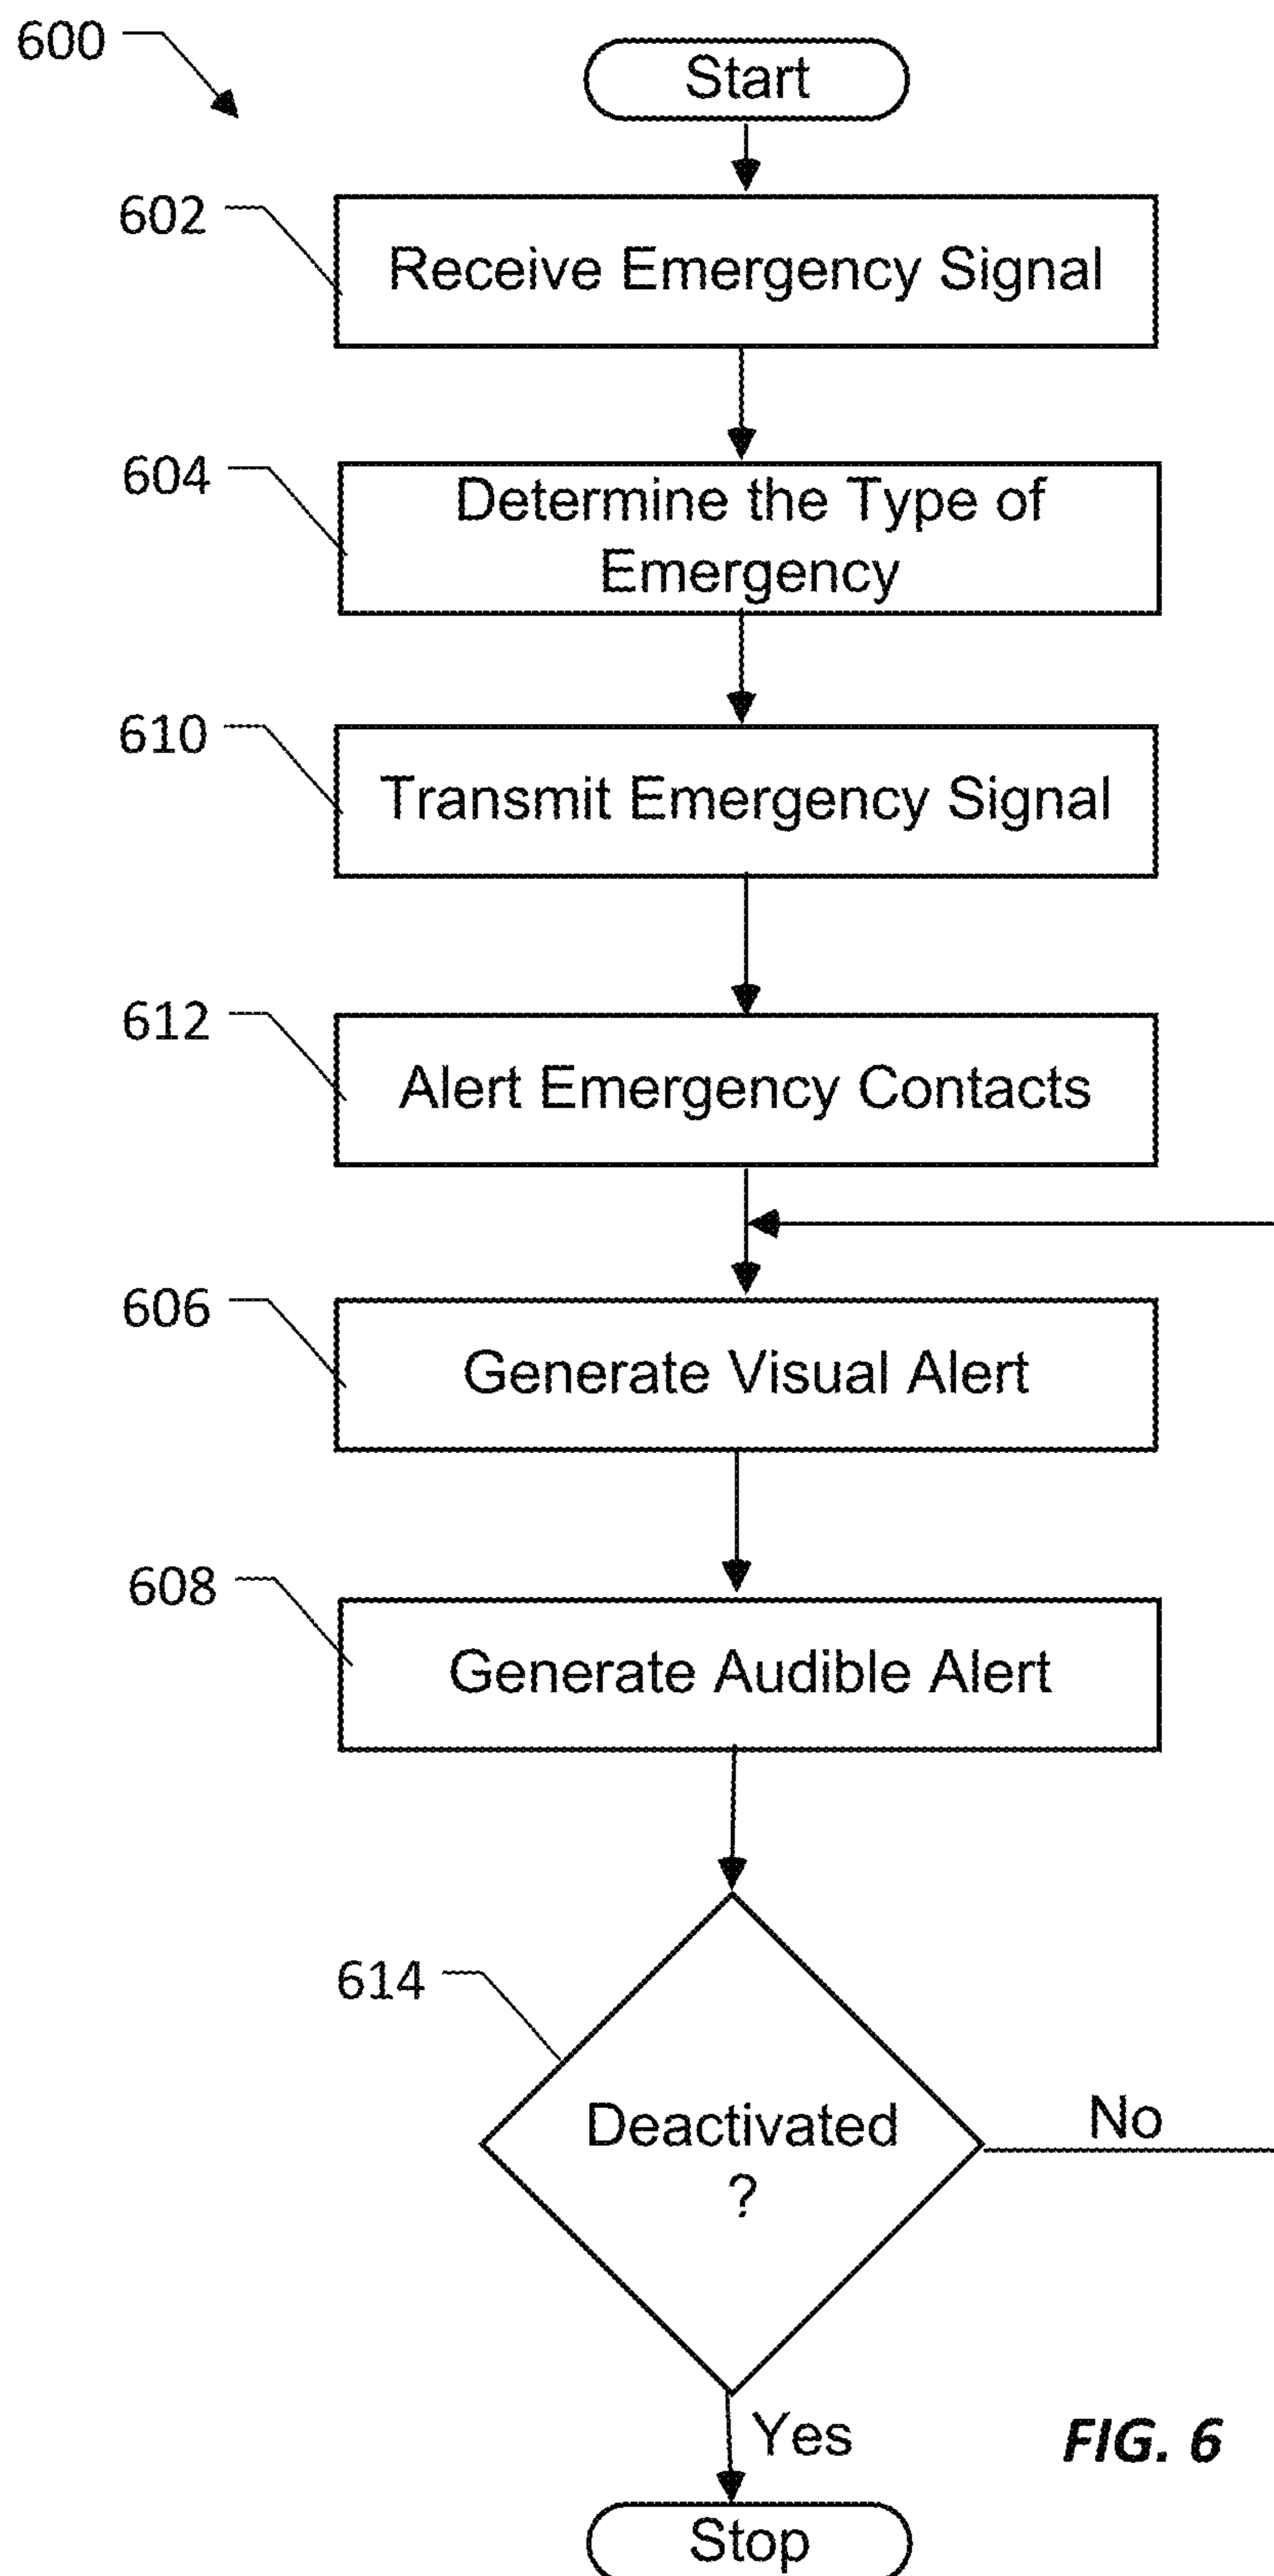 600
Start
602
Receive Emergency Signal
604
Determine the Type of
Emergency
610
Transmit Emergency Signal
612
Alert Emergency Contacts
606
Generate Visual Alert
608
Generate Audible Alert
614
Deactivated
?
No
Yes
FIG. 6
Stop